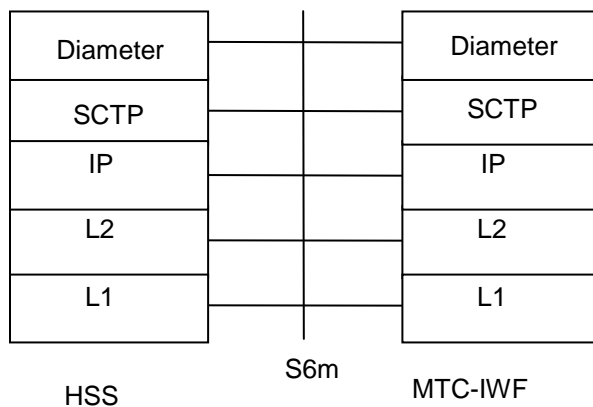 Diameter
Diameter
SCTP
SCTP
IP
IP
L2
L2
L1
L1
S6m
HSS
MTC-IWF